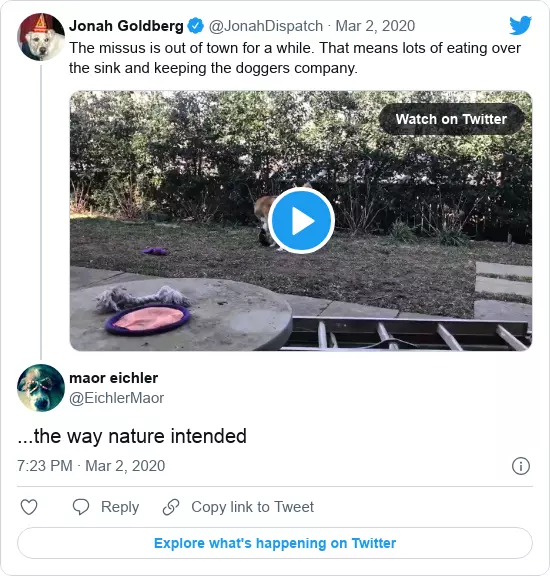 Jonah Goldberg @JonahDispatch · Mar 2, 2020
The missus is out of town for a while. That means lots of eating over
the sink and keeping the doggers company.
Watch on Twitter
maor eichler
@EichlerMaor
...the way nature intended
7:23 PM · Mar 2, 2020
Reply Copy link to Tweet
Explore what's happening on Twitter